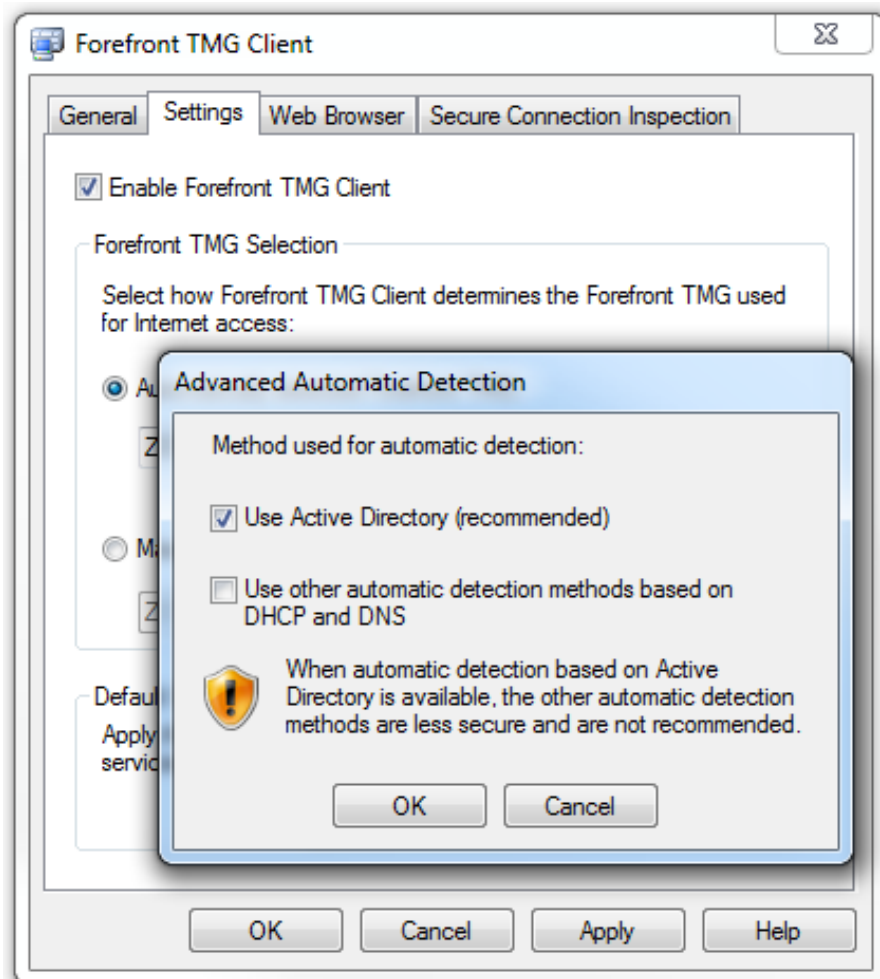 Forefront TMG Client
General Settings Web Browser Secure Connection Inspection
Enable Forefront TMG Client
Forefront TMG Selection
Select how Forefront TMG Client determines the Forefront TMG used
for Internet access:
Advanced Automatic Detection
Method used for automatic detection:
Use Active Directory (recommended)
Use other automatic detection methods based on
DHCP and DNS
When automatic detection based on Active
Directory is available, the other automatic detection
methods are less secure and are not recommended.
OK Cancel
Apply
OK Cancel Apply Help